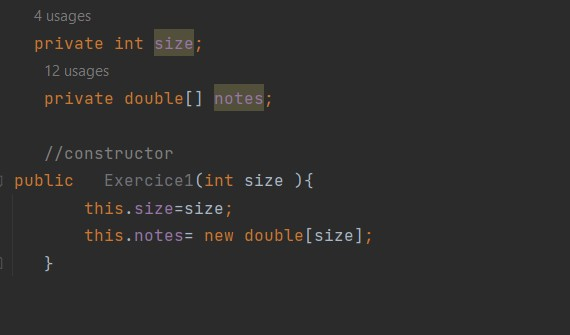 4 usages
private int size;
12 usages
private double[] notes;
//constructor
public   Exercice1(int size ){
this.size=size;
this.notes= new double[size];
}